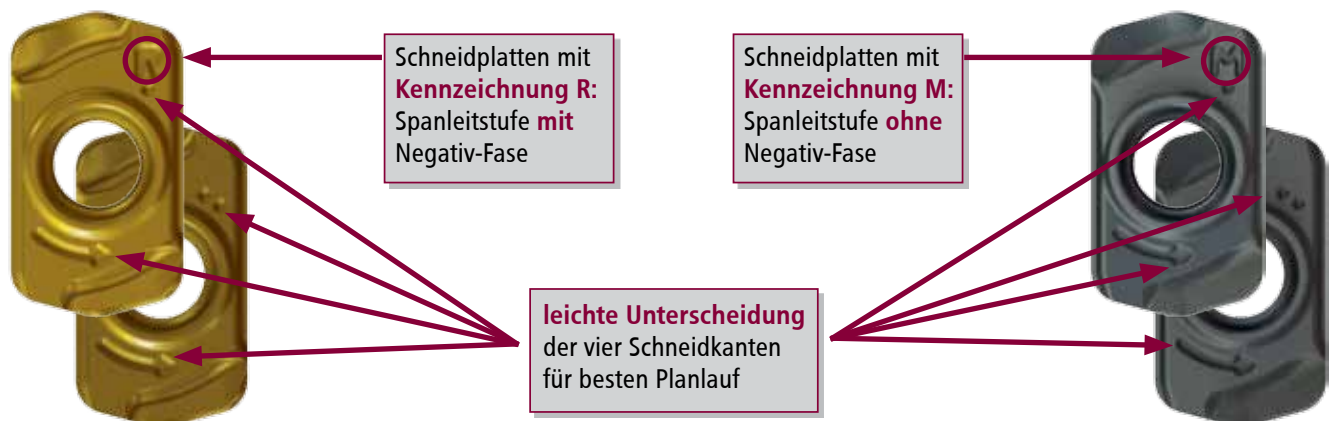 Schneidplatten mit
Kennzeichnung R:
Spanleitstufe mit
Negativ-Fase
Schneidplatten mit
Kennzeichnung M:
Spanleitstufe ohne
Negativ-Fase
M
leichte Unterscheidung
der vier Schneidkanten
für besten Planlauf